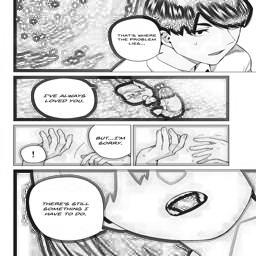 THAT'S WHERE
THE PROBLEM
LIES...
I'VE ALWAYS
LOVED YOU.
BUT...I'M
SORRY.
!
THERE'S STILL
SOMETHING I
HAVE TO DO.